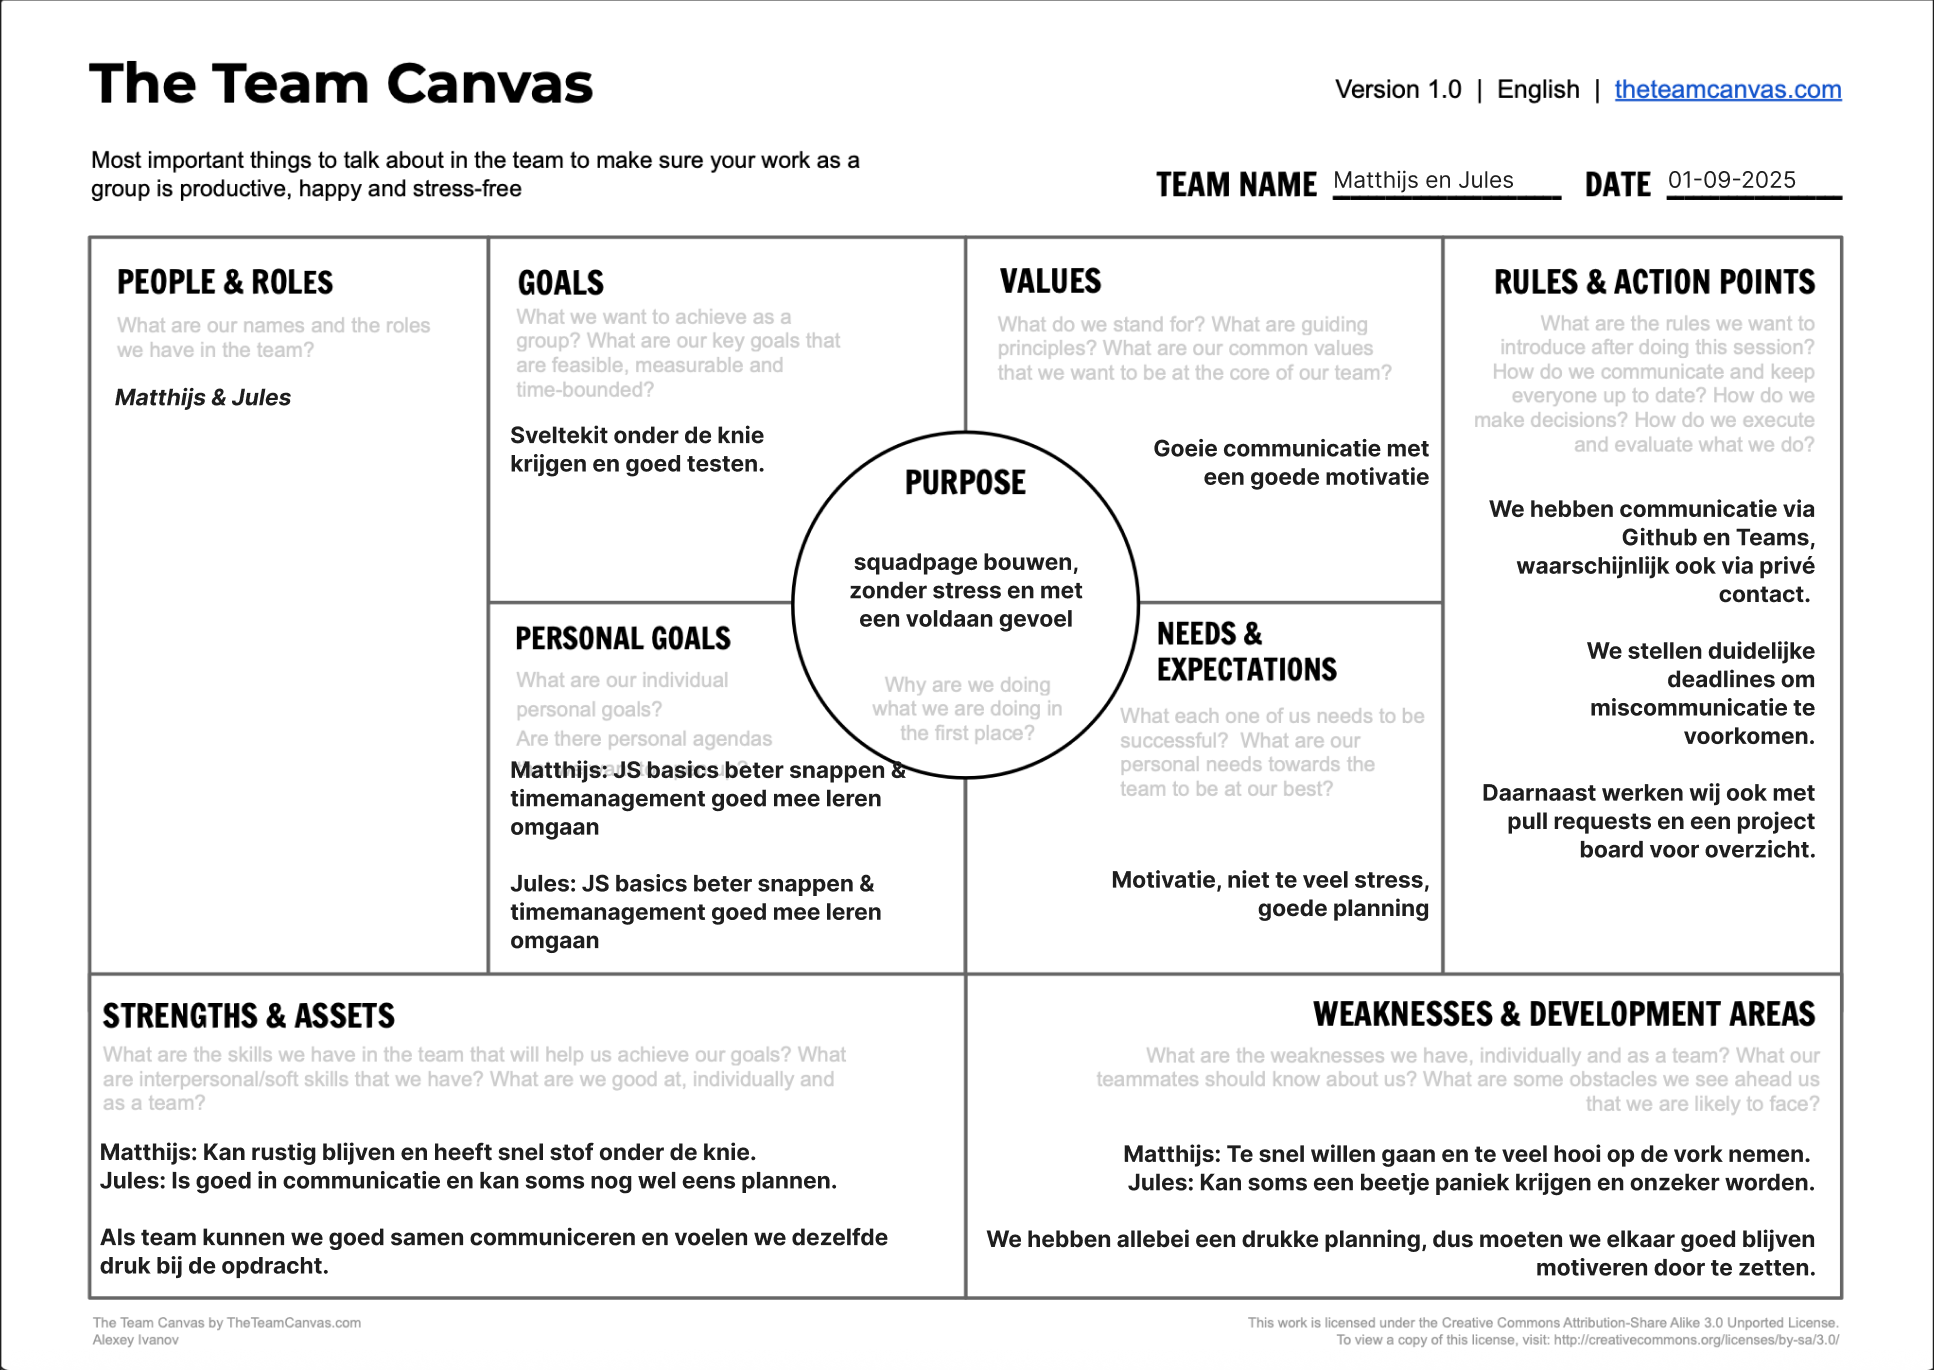 The Team Canvas
Version 1.0 | English | theteamcanvas.com
Most important things to talk about in the team to make sure your work as a
group is productive, happy and stress-free
TEAM NAME Matthijs en Jules DATE 01-09-2025
PEOPLE & ROLES
What are our names and the roles
we have in the team?
Matthijs & Jules
GOALS
What we want to achieve as a
group? What are our key goals that
are feasible, measurable and
time-bounded?
Sveltekit onder de knie
krijgen en goed testen.
VALUES
What do we stand for? What are guiding
principles? What are our common values
that we want to be at the core of our team?
Goeie communicatie met
een goede motivatie
RULES & ACTION POINTS
What are the rules we want to
introduce after doing this session?
How do we communicate and keep
everyone up to date? How do we
make decisions? How do we execute
and evaluate what we do?
We hebben communicatie via
Github en Teams,
waarschijnlijk ook via privé
contact.
We stellen duidelijke
deadlines om
miscommunicatie te
voorkomen.
Daarnaast werken wij ook met
pull requests en een project
board voor overzicht.
PURPOSE
squadpage bouwen,
zonder stress en met
een voldaan gevoel
Why are we doing
what we are doing in
the first place?
PERSONAL GOALS
What are our individual
personal goals?
Are there personal agendas
Matthijs: JS basics beter snappen &
timemanagement goed mee leren
omgaan
Jules: JS basics beter snappen &
timemanagement goed mee leren
omgaan
NEEDS &
EXPECTATIONS
What each one of us needs to be
successful? What are our
personal needs towards the
team to be at our best?
Motivatie, niet te veel stress,
goede planning
STRENGTHS & ASSETS
What are the skills we have in the team that will help us achieve our goals? What
are interpersonal/soft skills that we have? What are we good at, individually and
as a team?
Matthijs: Kan rustig blijven en heeft snel stof onder de knie.
Jules: Is goed in communicatie en kan soms nog wel eens plannen.
Als team kunnen we goed samen communiceren en voelen we dezelfde
druk bij de opdracht.
WEAKNESSES & DEVELOPMENT AREAS
What are the weaknesses we have, individually and as a team? What our
teammates should know about us? What are some obstacles we see ahead us
that we are likely to face?
Matthijs: Te snel willen gaan en te veel hooi op de vork nemen.
Jules: Kan soms een beetje paniek krijgen en onzeker worden.
We hebben allebei een drukke planning, dus moeten we elkaar goed blijven
motiveren door te zetten.
The Team Canvas by TheTeamCanvas.com
Alexey Ivanov
This work is licensed under the Creative Commons Attribution-Share Alike 3.0 Unported License.
To view a copy of this license, visit: http://creativecommons.org/licenses/by-sa/3.0/